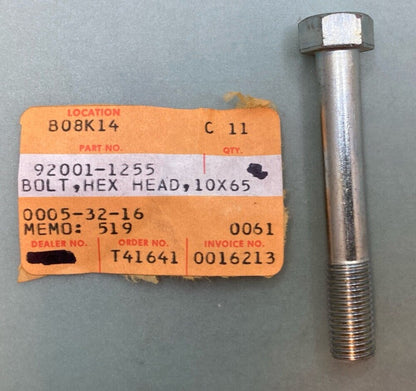 LOCATION
B08K14 C 11
PART NO. QTY.
92001-1255
BOLT, HEX HEAD, 10X65
0005-32-16
MEMO: 519 0061
DEALER NO. ORDER NO. INVOICE NO.
T41641 0016213